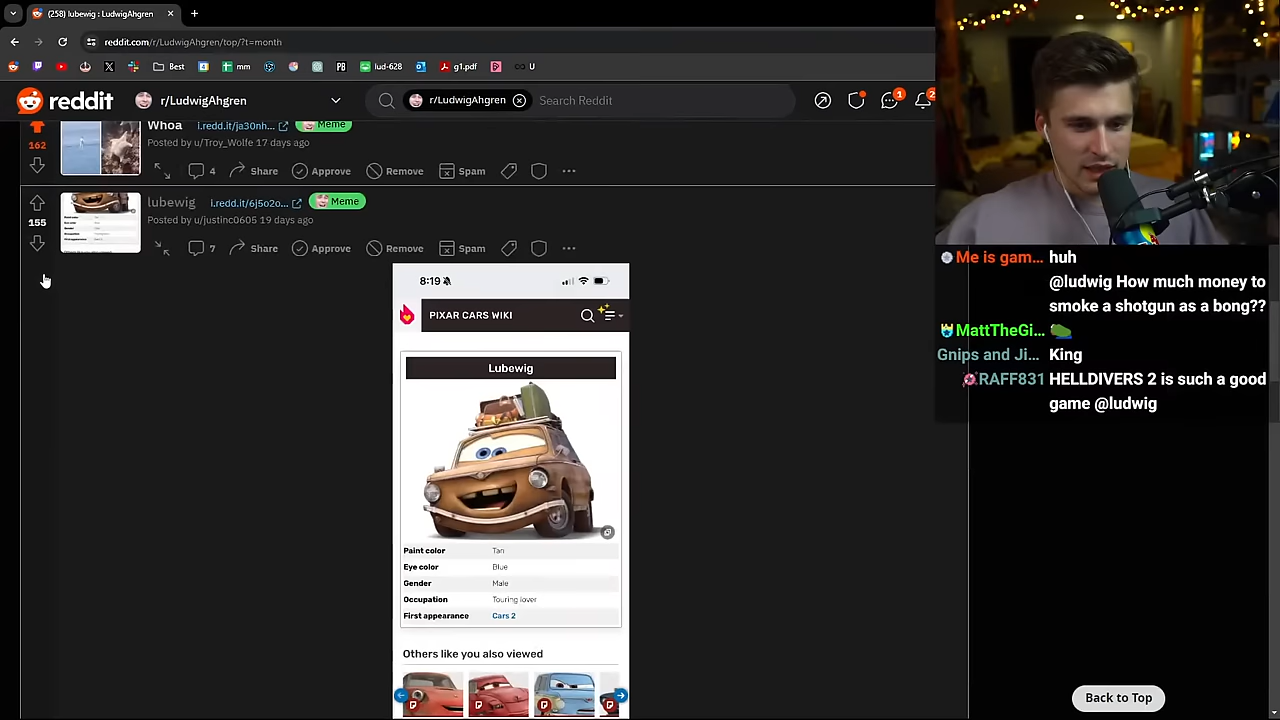 (258) lubewig : LudwigAhgren
reddit.com/r/LudwigAhgren/top/?t=month
Best
mm
PB
iud-628
g1.pdf
U
reddit
r/LudwigAhgren
r/LudwigAhgren
Search Reddit
1
2
162
Whoa
i.redd.it/ja30nh...
Meme
Posted by u/Troy_Wolfe 17 days ago
4
Share
Approve
Remove
Spam
155
lubewig
i.redd.it/6j5o2o...
Meme
Posted by u/justinc0605 19 days ago
7
Share
Approve
Remove
Spam
8:19
PIXAR CARS WIKI
Lubewig
Paint color Tan
Eye color Blue
Gender Male
Occupation Touring lover
First appearance Cars 2
Others like you also viewed
Me is gam... huh
@ludwig How much money to
smoke a shotgun as a bong??
MattTheGi...
Gnips and Ji... King
RAFF831 HELLDIVERS 2 is such a good
game @ludwig
Back to Top